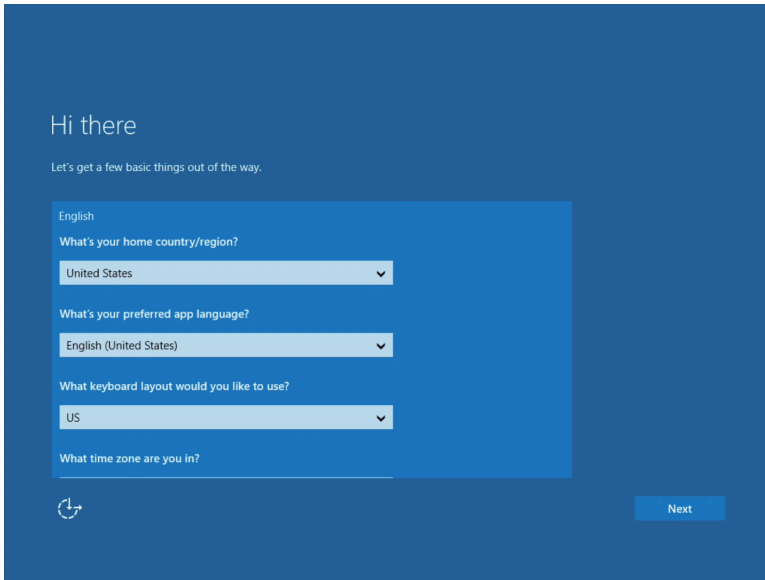 Hi there
Let's get a few basic things out of the way.
English
What's your home country/region?
United States
What's your preferred app language?
English (United States)
What keyboard layout would you like to use?
US
What time zone are you in?
Next